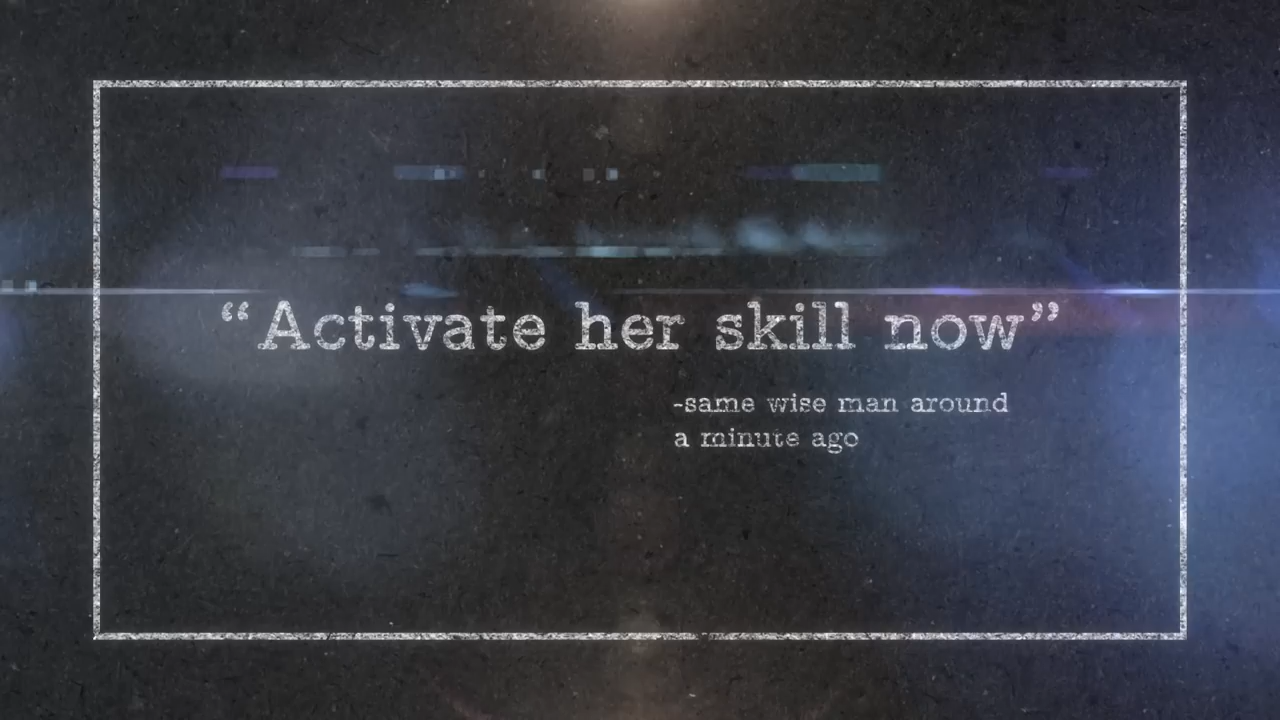 “Activate her skill now”
-same wise man around
a minute ago